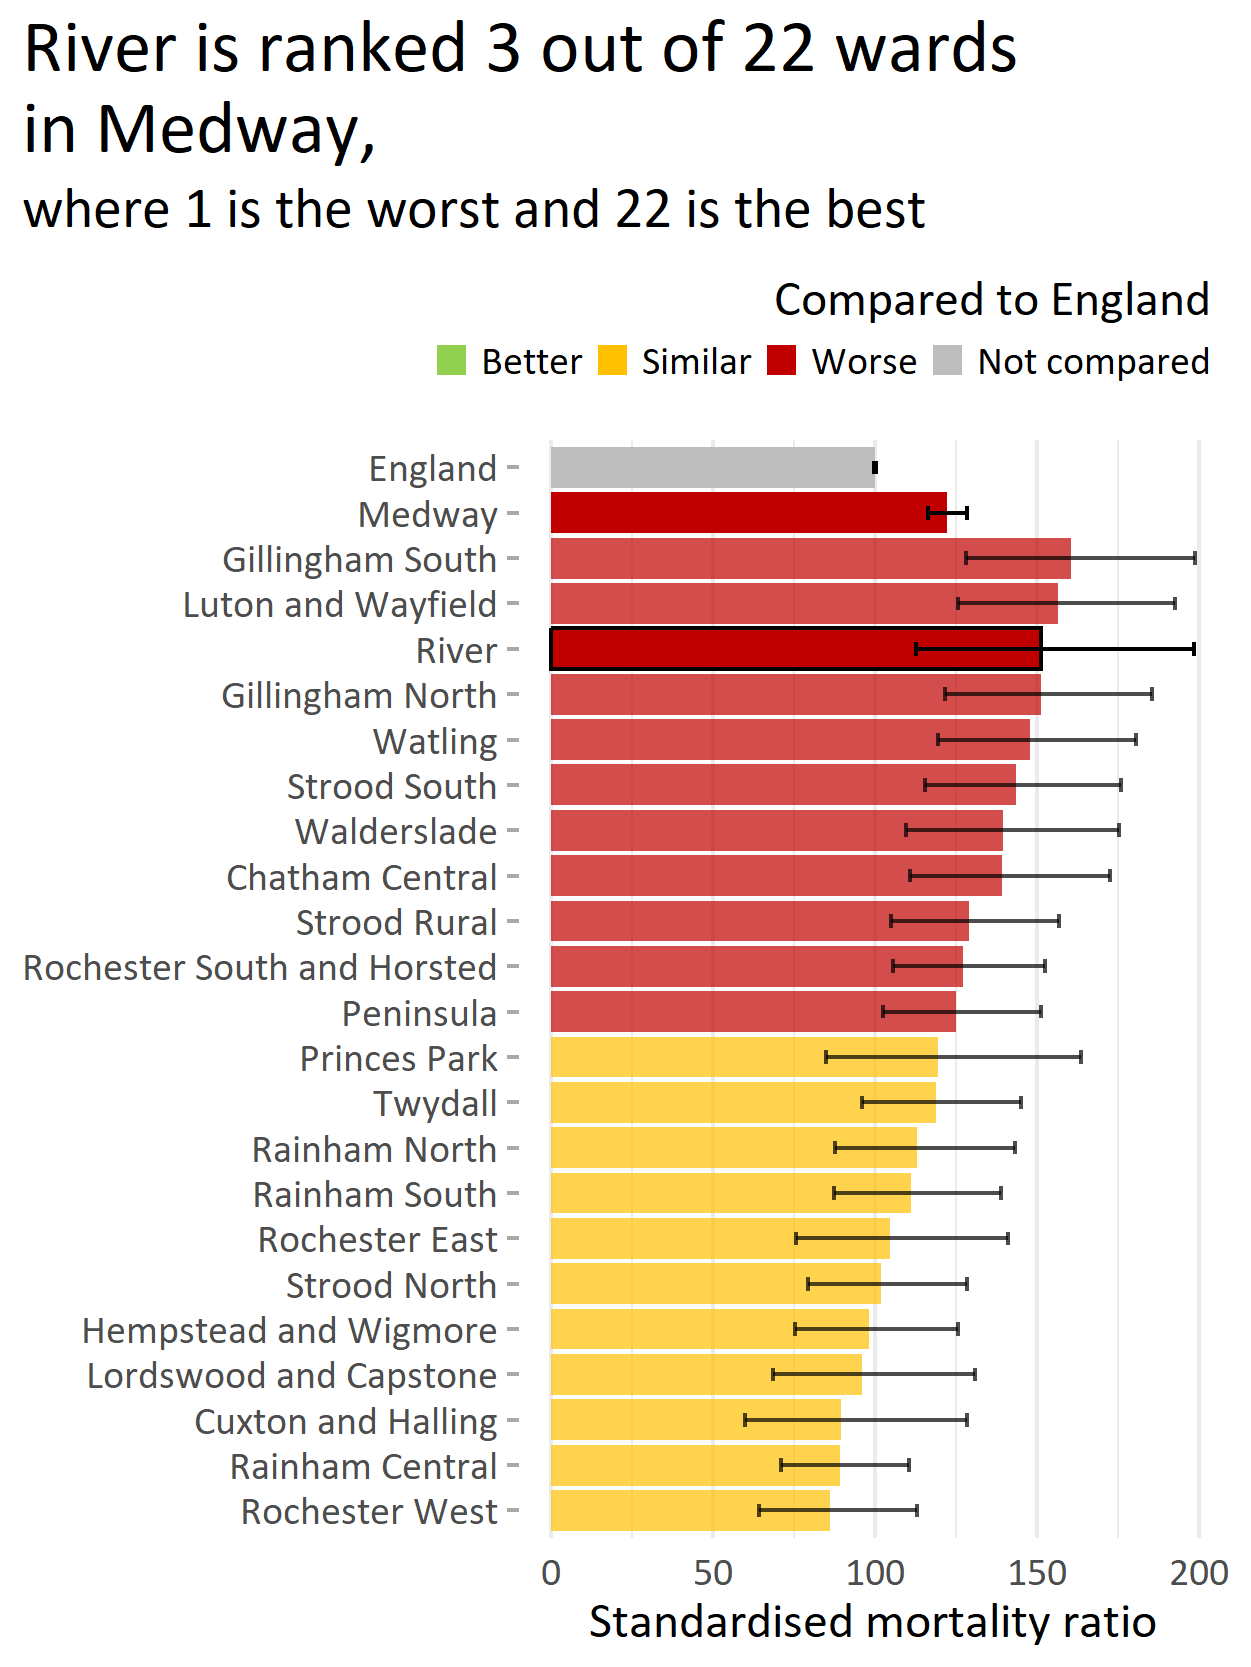 River is ranked 3 out of 22 wards
in Medway,
where 1 is the worst and 22 is the best
Compared to England
Better Similar Worse Not compared
England
Medway
Gillingham South
Luton and Wayfield
River
Gillingham North
Watling
Strood South
Walderslade
Chatham Central
Strood Rural
Rochester South and Horsted
Peninsula
Princes Park
Twydall
Rainham North
Rainham South
Rochester East
Strood North
Hempstead and Wigmore
Lordswood and Capstone
Cuxton and Halling
Rainham Central
Rochester West
0 50 100 150 200
Standardised mortality ratio